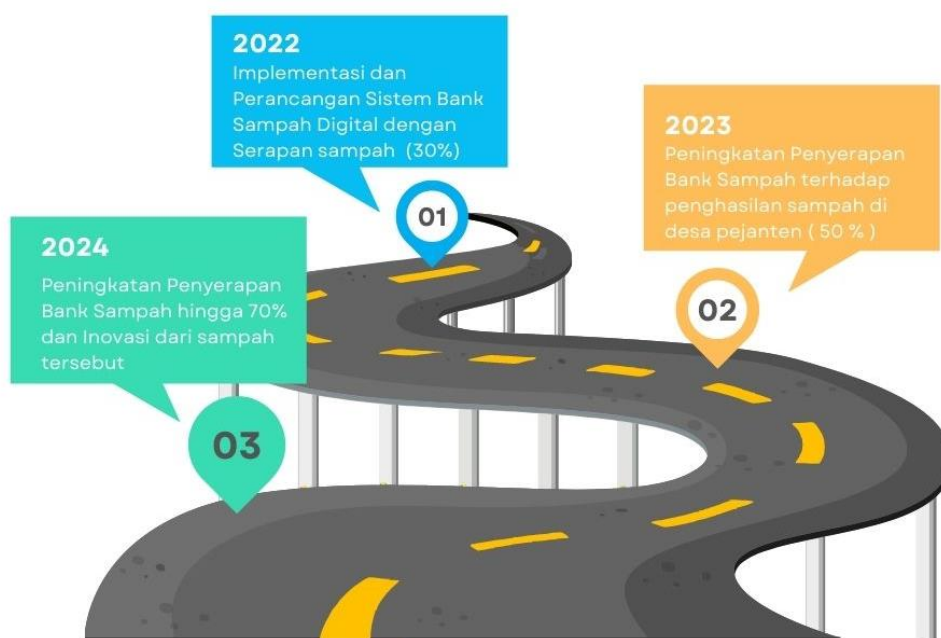 2022
Implementasi dan
Perancangan Sistem Bank
Sampah Digital dengan
Serapan sampah (30%)
01
2023
Peningkatan Penyerapan
Bank Sampah terhadap
penghasilan sampah di
desa pejanten ( 50 % )
02
2024
Peningkatan Penyerapan
Bank Sampah hingga 70%
dan Inovasi dari sampah
tersebut
03